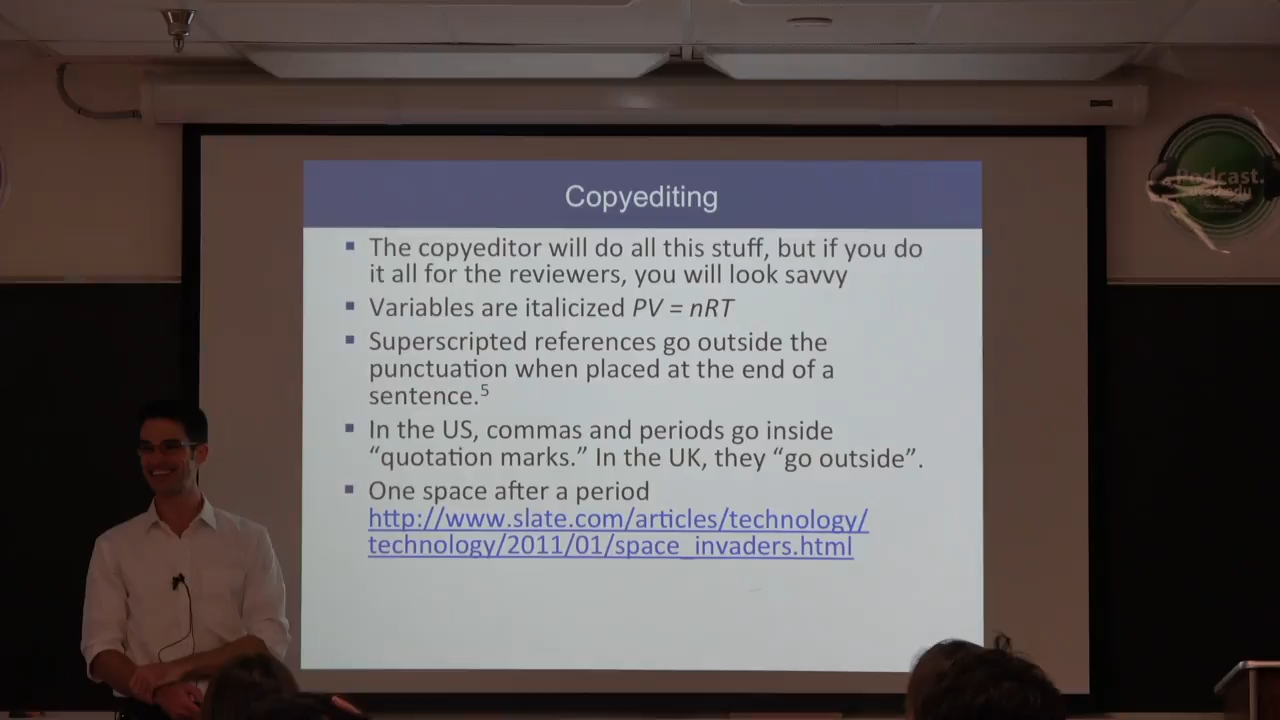 Copyediting
The copyeditor will do all this stuff, but if you do
it all for the reviewers, you will look savvy
Variables are italicized PV = nRT
Superscripted references go outside the
punctuation when placed at the end of a
sentence.⁵
In the US, commas and periods go inside
“quotation marks.” In the UK, they “go outside”.
One space after a period
http://www.slate.com/articles/technology/
technology/2011/01/space_invaders.html
Podcast.